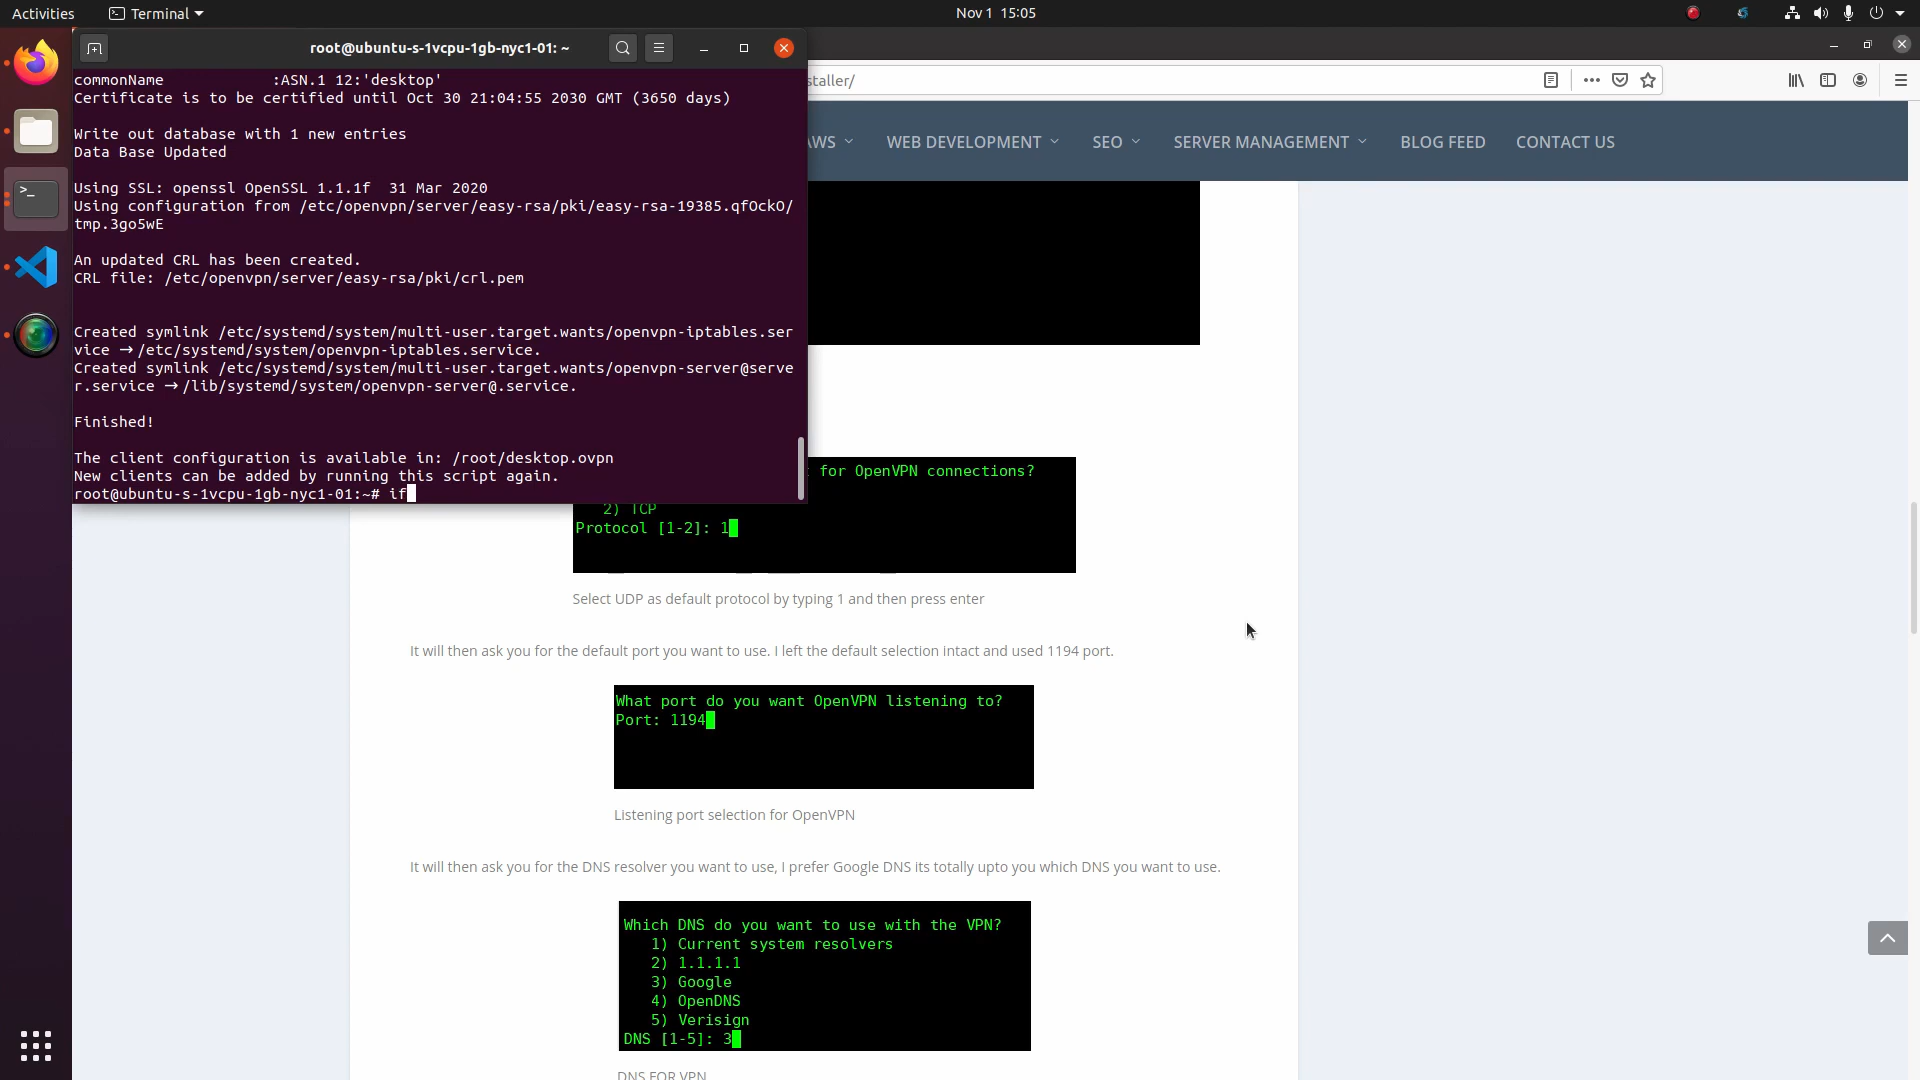 Activities
Terminal
Nov 1 15:05
root@ubuntu-s-1vcpu-1gb-nyc1-01: ~
commonName :ASN.1 12:'desktop'
Certificate is to be certified until Oct 30 21:04:55 2030 GMT (3650 days)
Write out database with 1 new entries
Data Base Updated
Using SSL: openssl OpenSSL 1.1.1f 31 Mar 2020
Using configuration from /etc/openvpn/server/easy-rsa/pki/easy-rsa-19385.qfOckO/
tmp.3go5wE
An updated CRL has been created.
CRL file: /etc/openvpn/server/easy-rsa/pki/crl.pem
Created symlink /etc/systemd/system/multi-user.target.wants/openvpn-iptables.ser
vice → /etc/systemd/system/openvpn-iptables.service.
Created symlink /etc/systemd/system/multi-user.target.wants/openvpn-server@serve
r.service → /lib/systemd/system/openvpn-server@.service.
Finished!
The client configuration is available in: /root/desktop.ovpn
New clients can be added by running this script again.
root@ubuntu-s-1vcpu-1gb-nyc1-01:~# if
staller/
AWS
WEB DEVELOPMENT
SEO
SERVER MANAGEMENT
BLOG FEED
CONTACT US
for OpenVPN connections?
2) TCP
Protocol [1-2]: 1
Select UDP as default protocol by typing 1 and then press enter
It will then ask you for the default port you want to use. I left the default selection intact and used 1194 port.
What port do you want OpenVPN listening to?
Port: 1194
Listening port selection for OpenVPN
It will then ask you for the DNS resolver you want to use, I prefer Google DNS its totally upto you which DNS you want to use.
Which DNS do you want to use with the VPN?
1) Current system resolvers
2) 1.1.1.1
3) Google
4) OpenDNS
5) Verisign
DNS [1-5]: 3
DNS FOR VPN